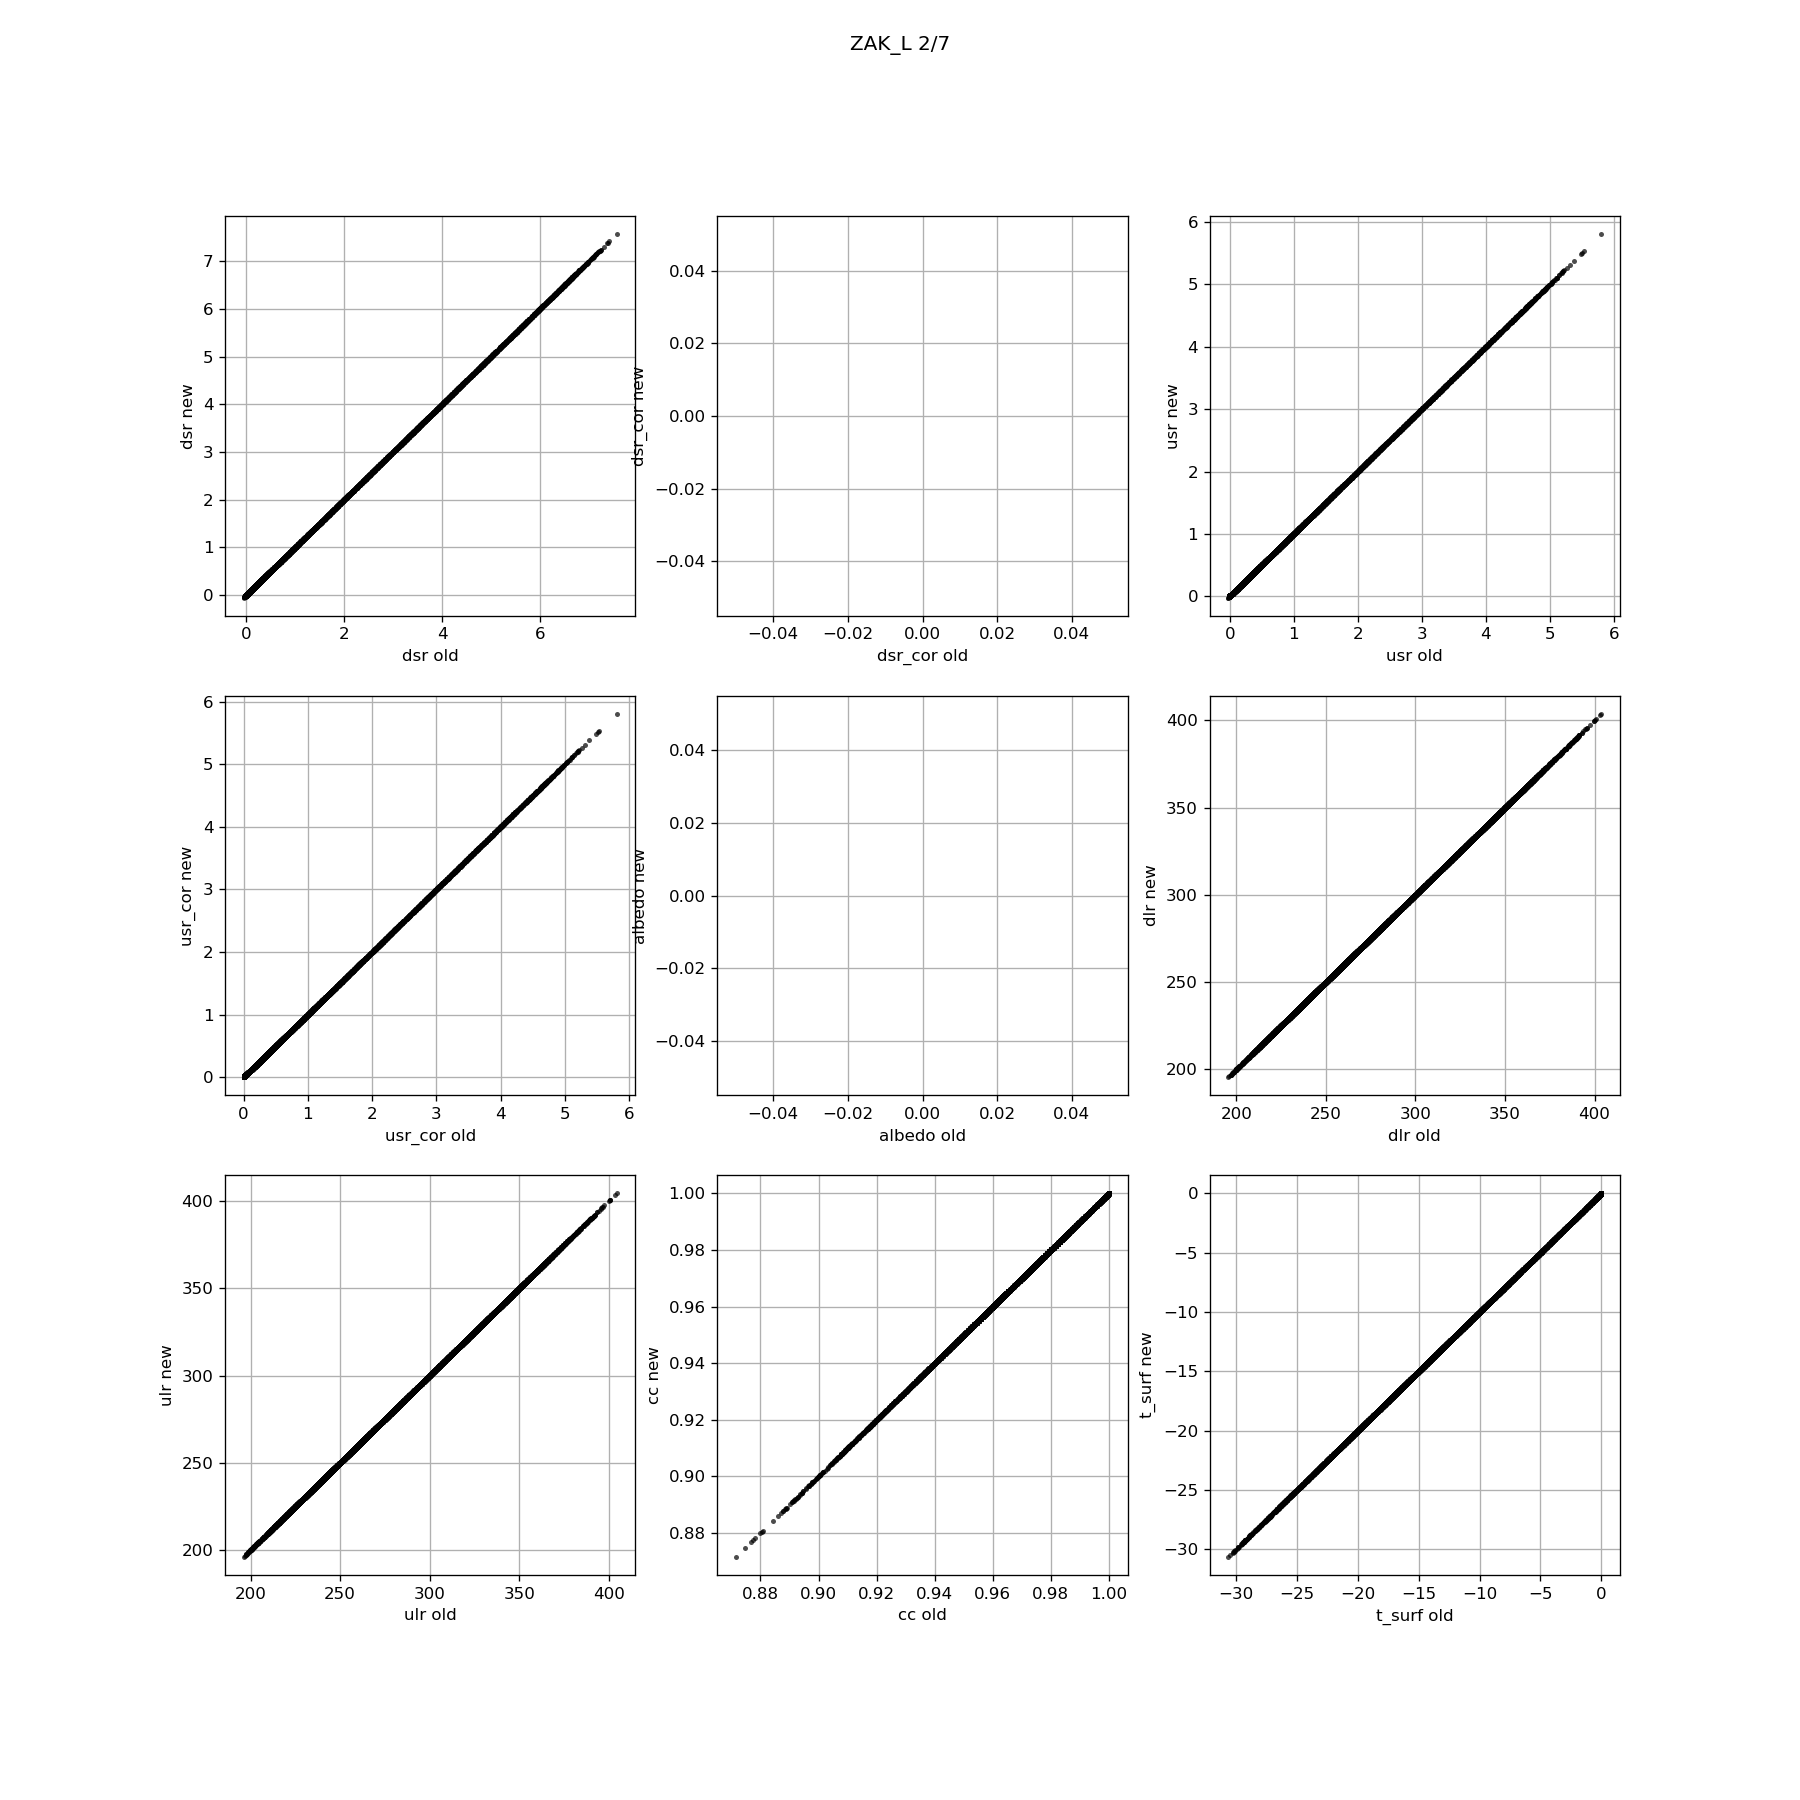 ZAK_L 2/7
7
6
5
4
3
2
1
0
dsr new
0 2 4 6
dsr old
0.04
0.02
0.00
−0.02
−0.04
dsr_cor new
−0.04 −0.02 0.00 0.02 0.04
dsr_cor old
6
5
4
3
2
1
0
usr new
0 1 2 3 4 5 6
usr old
6
5
4
3
2
1
0
usr_cor new
0 1 2 3 4 5 6
usr_cor old
0.04
0.02
0.00
−0.02
−0.04
albedo new
−0.04 −0.02 0.00 0.02 0.04
albedo old
400
350
300
250
200
dlr new
200 250 300 350 400
dlr old
400
350
300
250
200
ulr new
200 250 300 350 400
ulr old
1.00
0.98
0.96
0.94
0.92
0.90
0.88
cc new
0.88 0.90 0.92 0.94 0.96 0.98 1.00
cc old
0
−5
−10
−15
−20
−25
−30
t_surf new
−30 −25 −20 −15 −10 −5 0
t_surf old